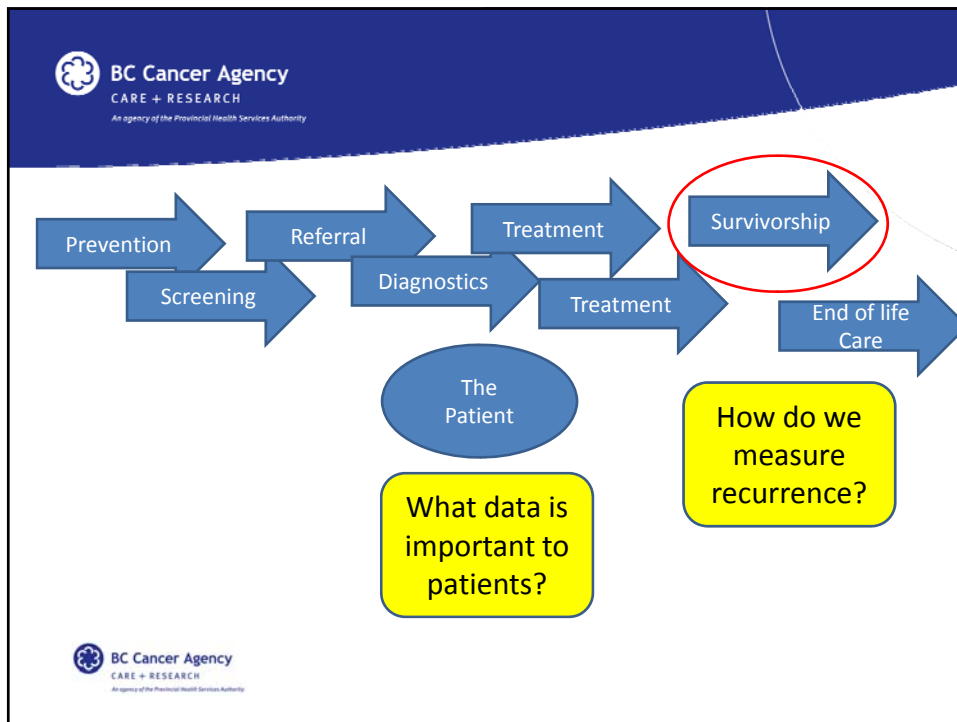 BC Cancer Agency
CARE + RESEARCH
An agency of the Provincial Health Services Authority
Prevention
Screening
Referral
Diagnostics
Treatment
Treatment
Survivorship
End of life
Care
The
Patient
What data is
important to
patients?
How do we
measure
recurrence?
BC Cancer Agency
CARE + RESEARCH
An agency of the Provincial Health Services Authority